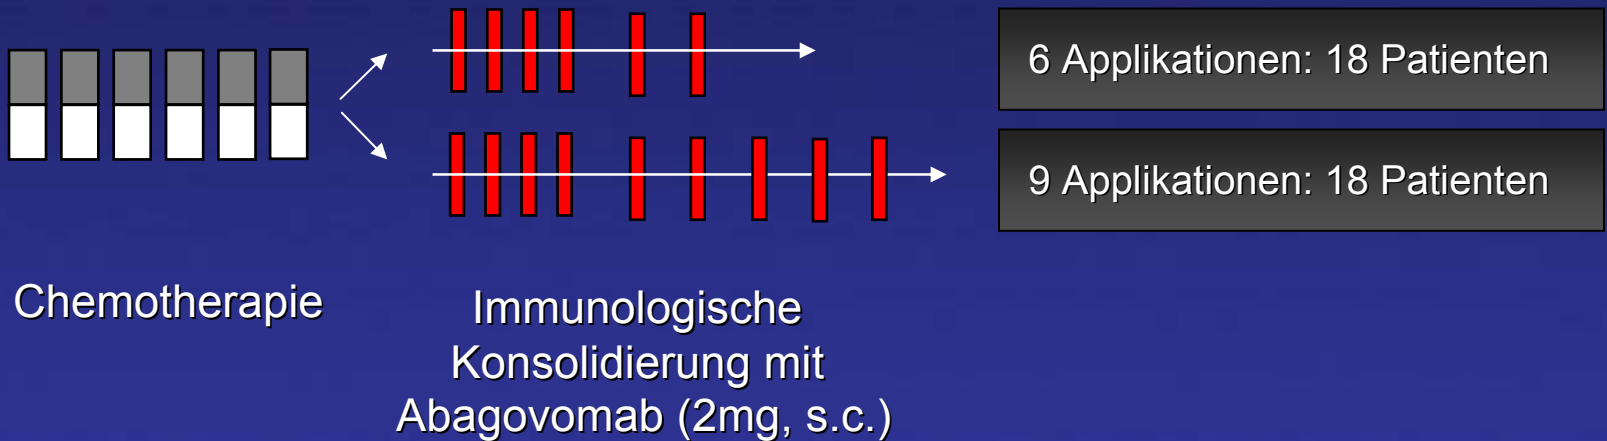 6 Applikationen: 18 Patienten
9 Applikationen: 18 Patienten
Chemotherapie
Immunologische
Konsolidierung mit
Abagovomab (2mg, s.c.)